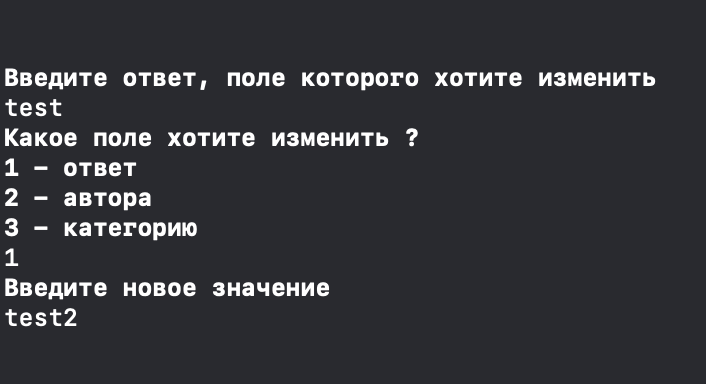 Введите ответ, поле которого хотите изменить
test
Какое поле хотите изменить ?
1 – ответ
2 – автора
3 – категорию
1
Введите новое значение
test2